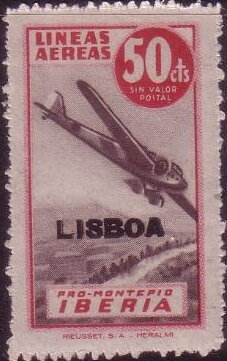 LINEAS
AEREAS
50 cts
SIN VALOR
POSTAL
LISBOA
PRO-MONTEPIO
IBERIA
RIEUSSET, S. A. - HERALMI